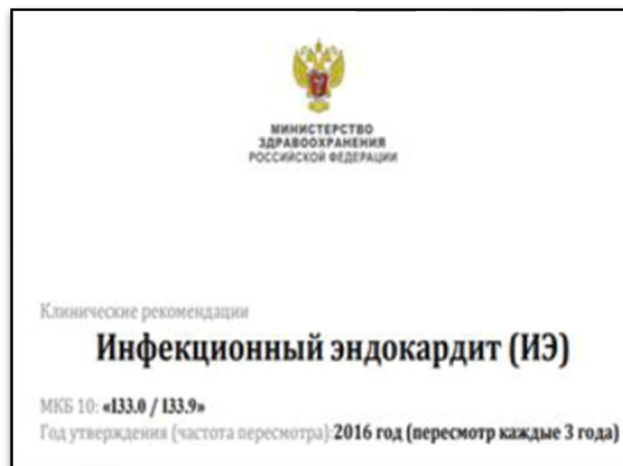 МИНИСТЕРСТВО
ЗДРАВООХРАНЕНИЯ
РОССИЙСКОЙ ФЕДЕРАЦИИ
Клинические рекомендации
Инфекционный эндокардит (ИЭ)
МКБ 10: «I33.0 / I33.9»
Год утверждения (частота пересмотра):2016 год (пересмотр каждые 3 года)